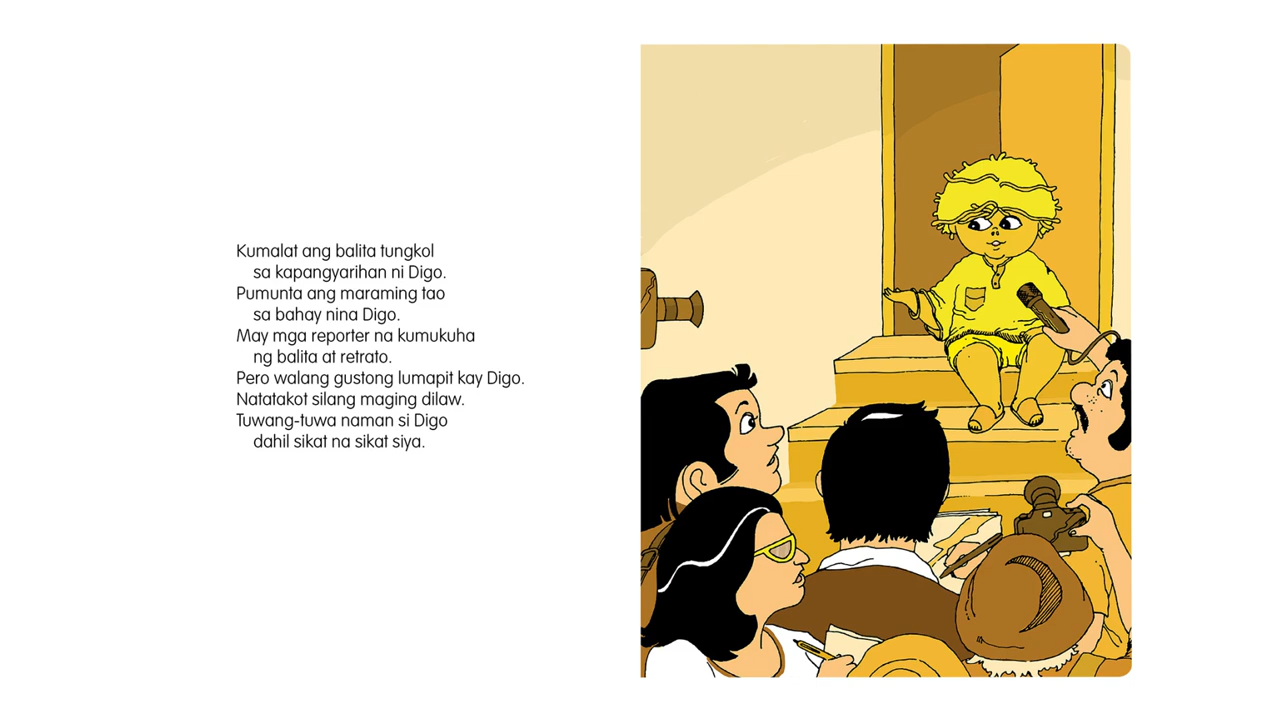 Kumalat ang balita tungkol
sa kapangyarihan ni Digo.
Pumunta ang maraming tao
sa bahay nina Digo.
May mga reporter na kumukuha
ng balita at retrato.
Pero walang gustong lumapit kay Digo.
Natatakot silang maging dilaw.
Tuwang-tuwa naman si Digo
dahil sikat na sikat siya.